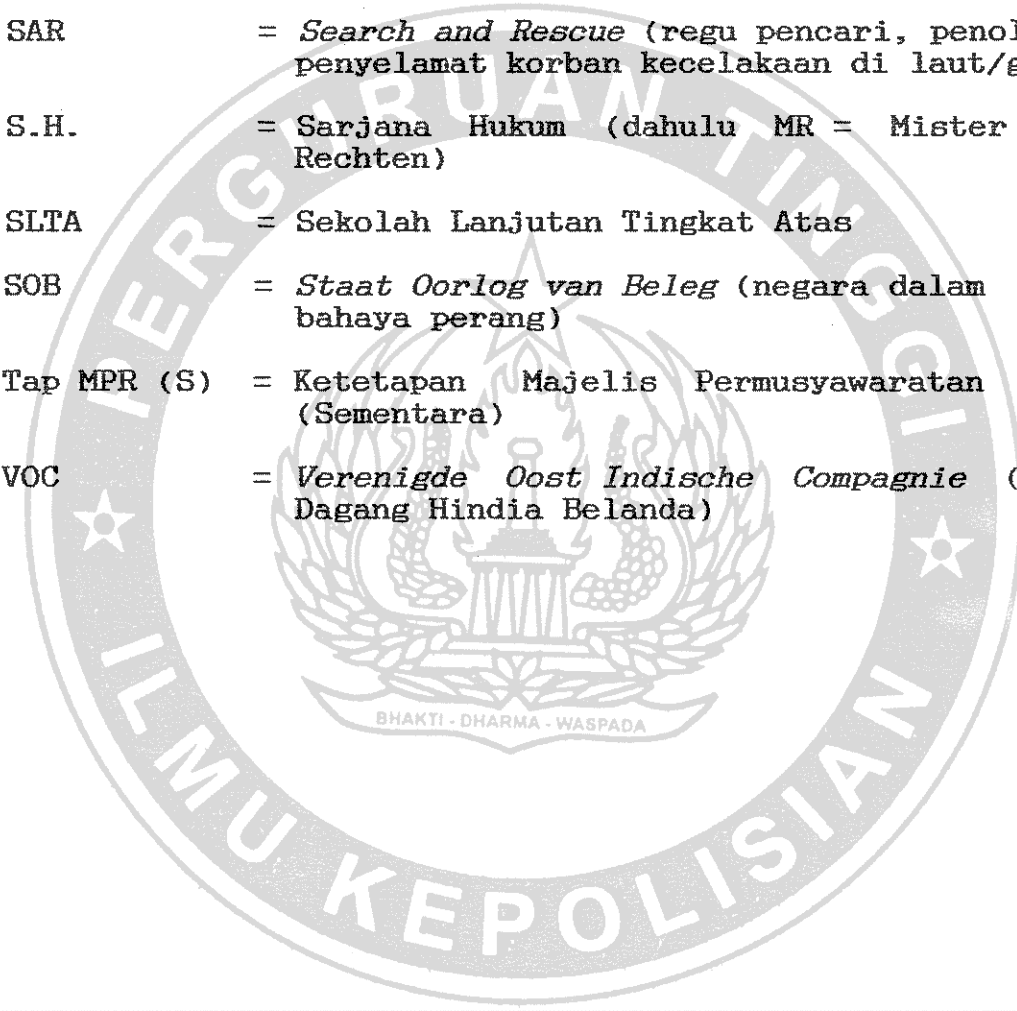 SAR = Search and Rescue (regu pencari,
penyelamat korban kecelakaan di
S.H. = Sarjana Hukum (dahulu MR = Mister
Rechten)
SLTA = Sekolah Lanjutan Tingkat Atas
SOB = Staat Oorlog van Beleg (negara dalam
bahaya perang)
Tap MPR (S) = Ketetapan Majelis Permusyawaratan
(Sementara)
VOC = Verenigde Oost Indische Compagnie (
Dagang Hindia Belanda)
PERGURUAN TINGGI
BHAKTI - DHARMA - WASPADA
ILMU KEPOLISIAN